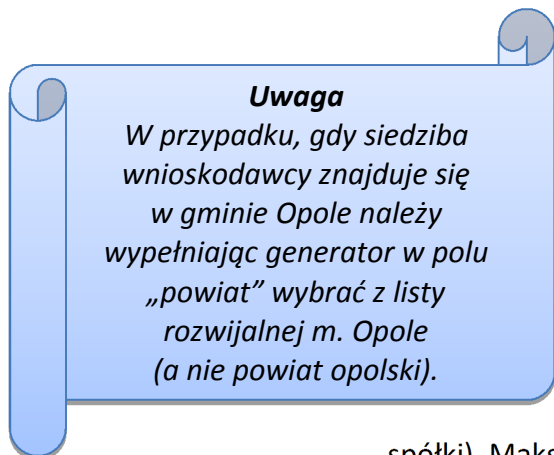 Uwaga
W przypadku, gdy siedziba
wnioskodawcy znajduje się
w gminie Opole należy
wypełniając generator w polu
„powiat” wybrać z listy
rozwijalnej m. Opole
(a nie powiat opolski).
spółki). Maks